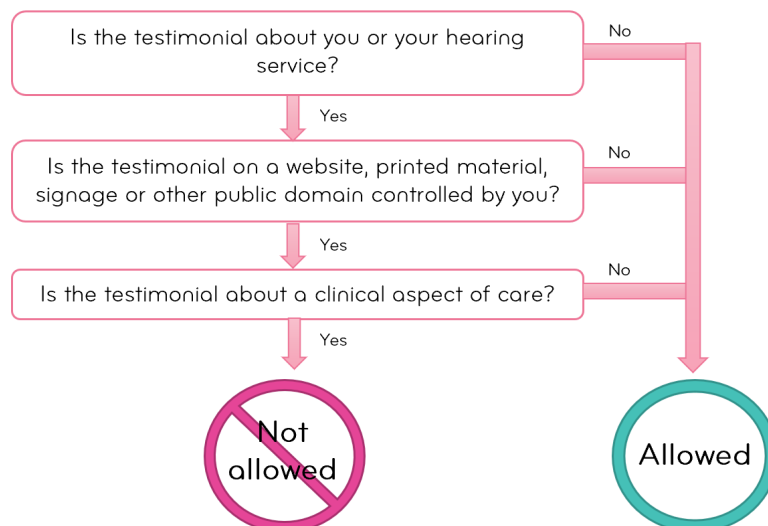 Is the testimonial about you or your hearing
service?
No
Yes
Is the testimonial on a website, printed material,
signage or other public domain controlled by you?
No
Yes
Is the testimonial about a clinical aspect of care?
No
Yes
Not
allowed
Allowed